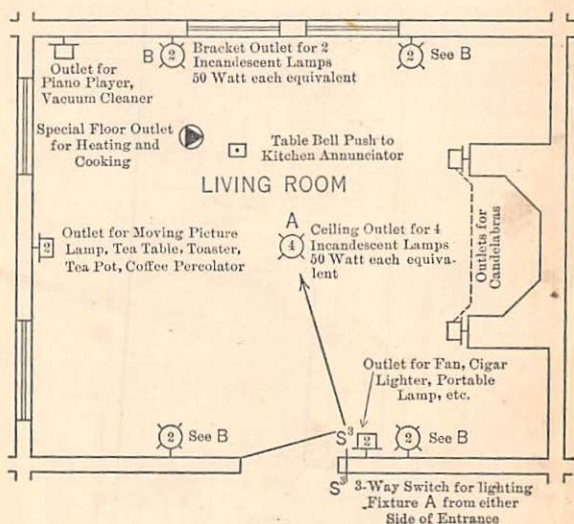 B 2 Bracket Outlet for 2
Incandescent Lamps
50 Watt each equivalent
2 See B
Outlet for
Piano Player,
Vacuum Cleaner
Special Floor Outlet
for Heating and
Cooking
Table Bell Push to
Kitchen Annunciator
LIVING ROOM
2 Outlet for Moving Picture
Lamp, Tea Table, Toaster,
Tea Pot, Coffee Percolator
A
4 Ceiling Outlet for 4
Incandescent Lamps
50 Watt each equiva-
lent
Outlets for
Candelabras
Outlet for Fan, Cigar
Lighter, Portable
Lamp, etc.
2 See B
S3
2
2 See B
S3 3-Way Switch for lighting
Fixture A from either
Side of Entrance